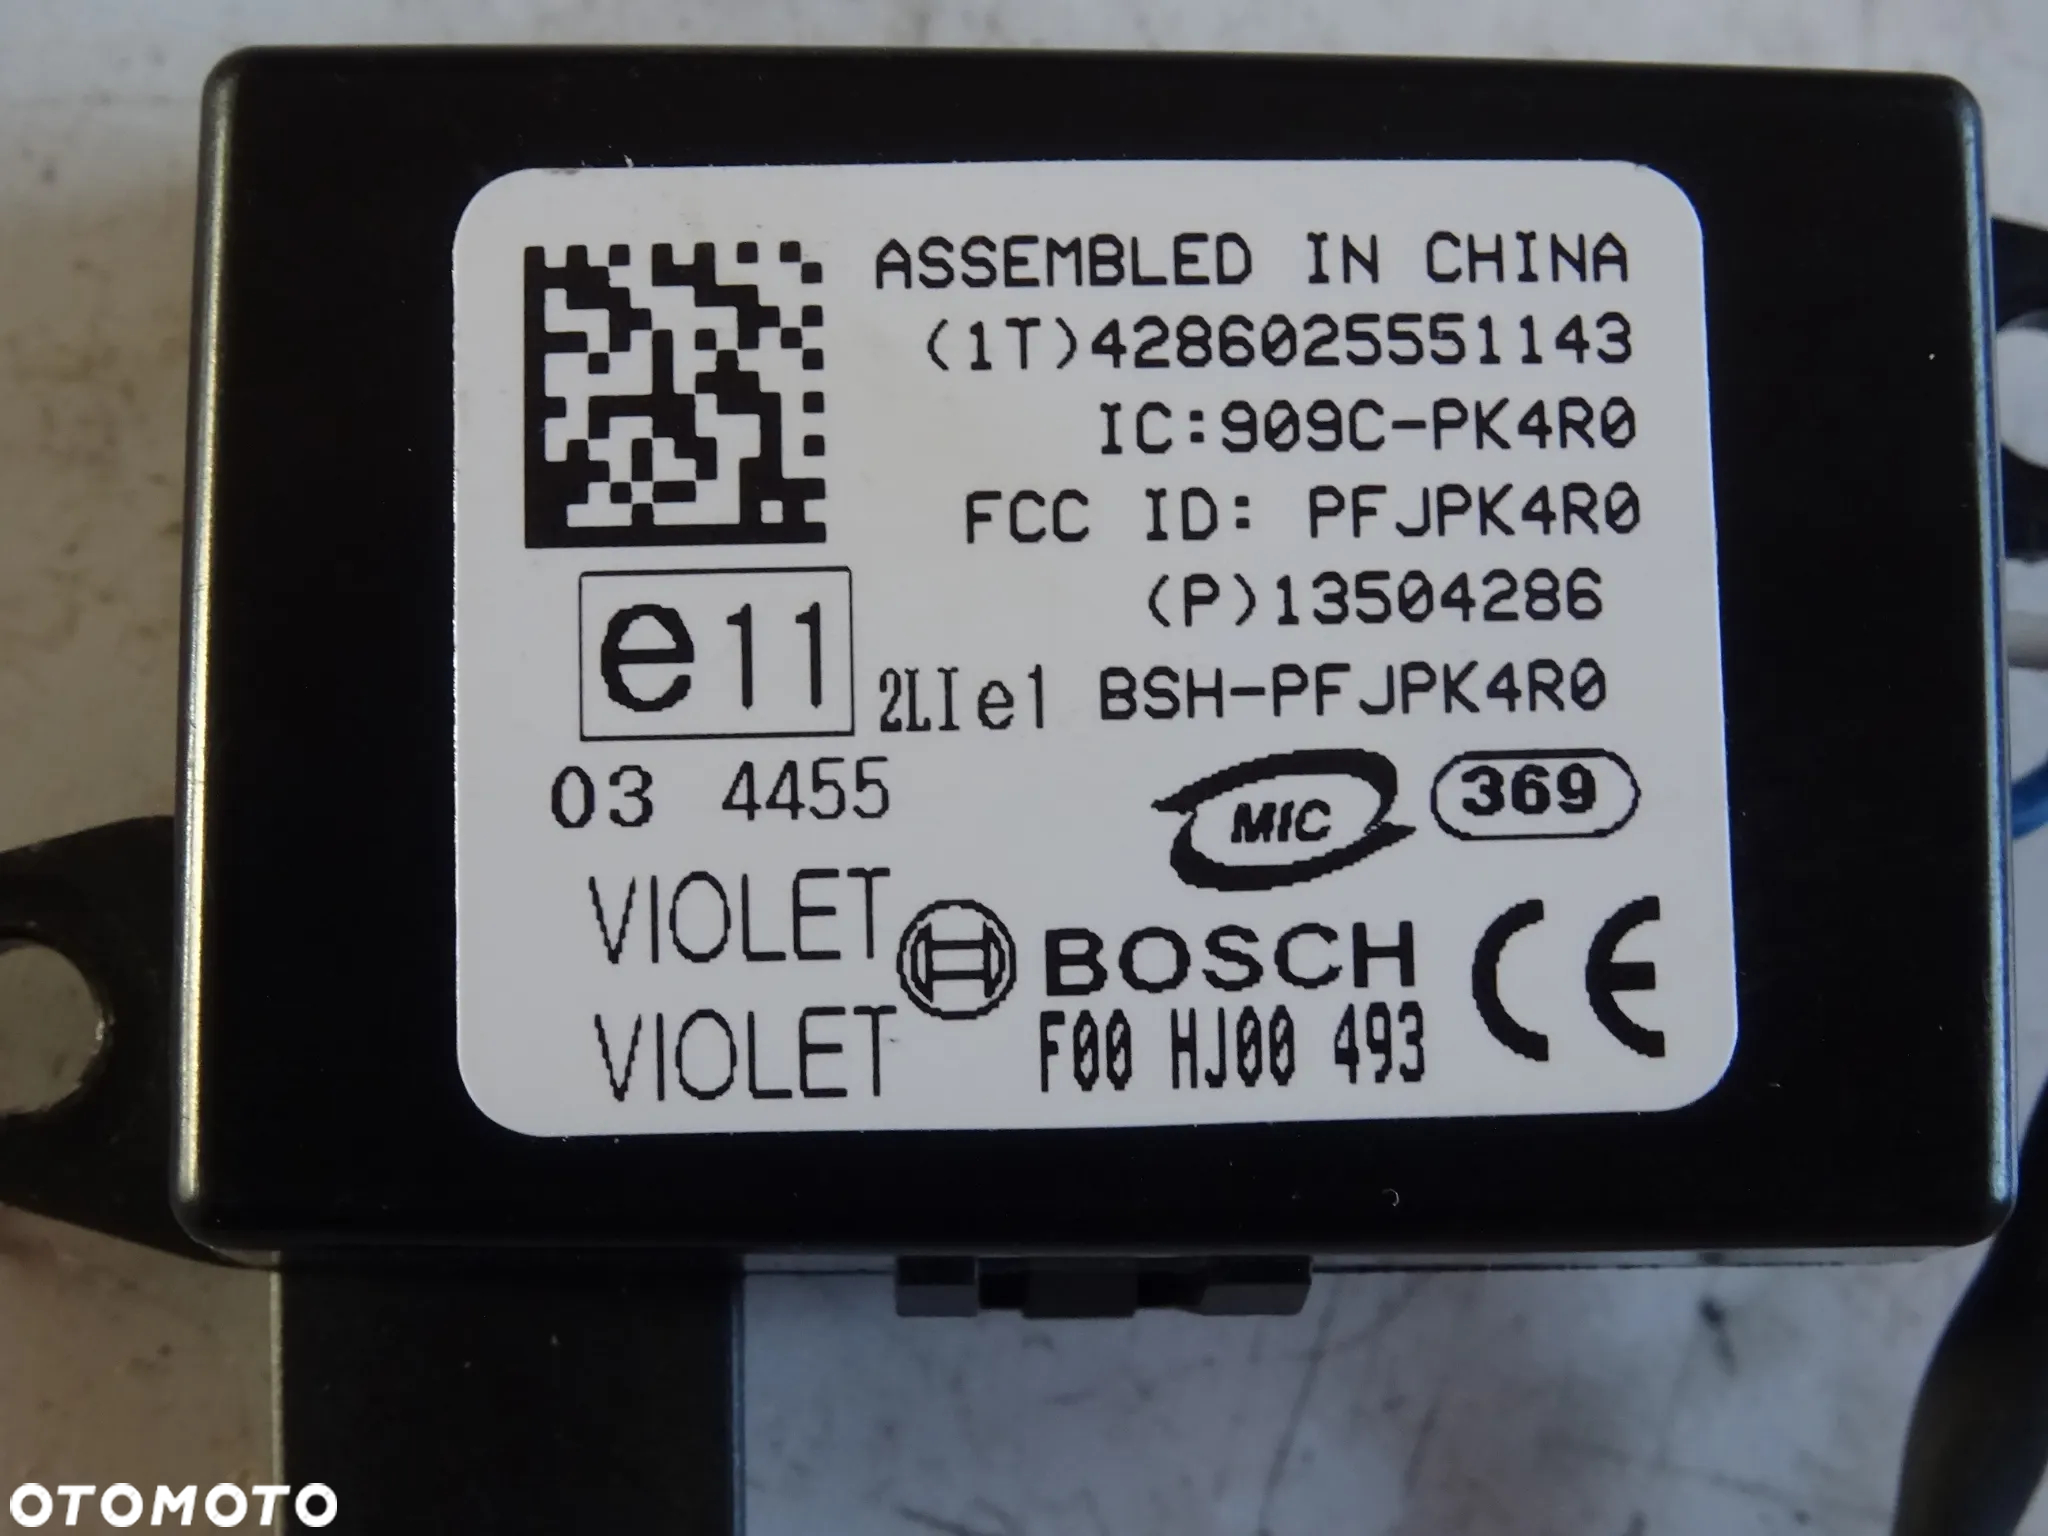 ASSEMBLED IN CHINA
(1T)4286025551143
IC:909C-PK4R0
FCC ID: PFJPK4R0
(P)13504286
e11 2LIe1 BSH-PFJPK4R0
03 4455
MIC 369
VIOLET
BOSCH CE
VIOLET
F00 HJ00 493
OTOMOTO